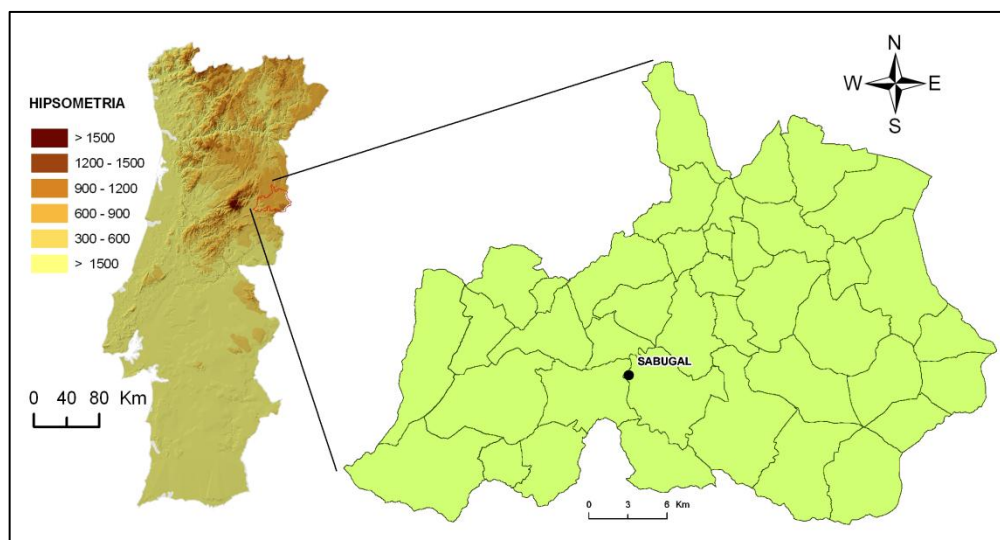 HIPSOMETRIA
> 1500
1200 - 1500
900 - 1200
600 - 900
300 - 600
> 1500
0 40 80 Km
N
W E
S
SABUGAL
0 3 6 Km